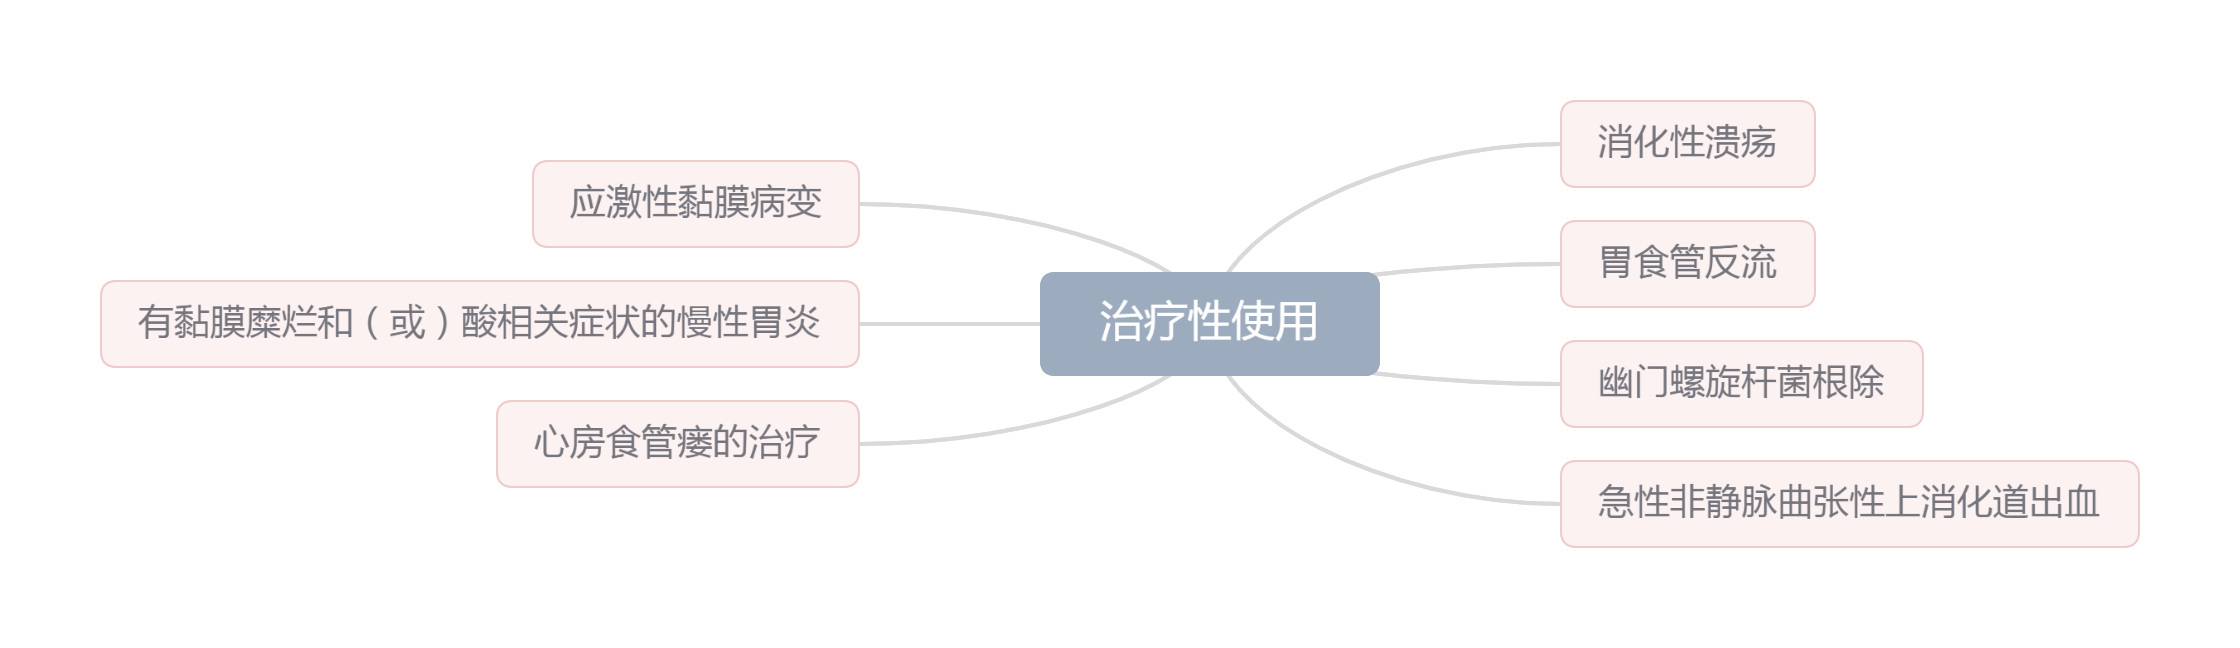 治疗性使用
消化性溃疡
胃食管反流
幽门螺旋杆菌根除
急性非静脉曲张性上消化道出血
应激性黏膜病变
有黏膜糜烂和（或）酸相关症状的慢性胃炎
心房食管瘘的治疗